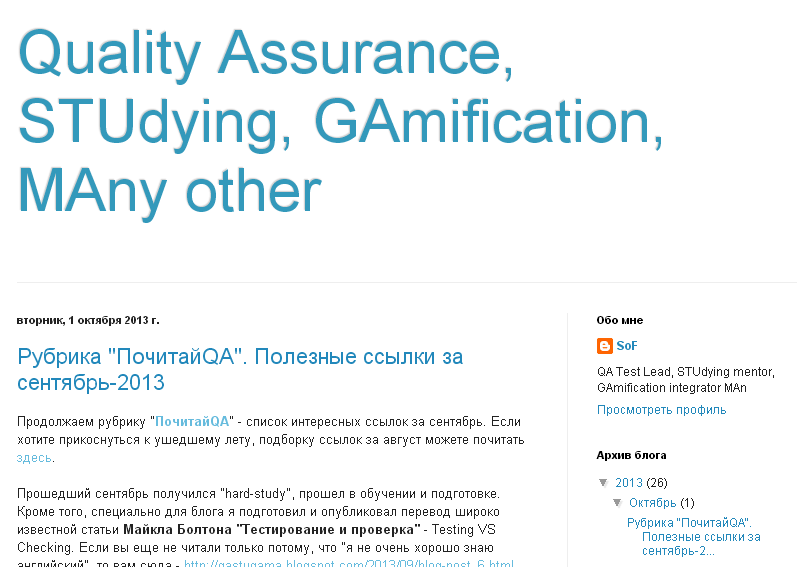 Quality Assurance,
STUdying, GAmification,
MAny other
вторник, 1 октября 2013 г.
Рубрика "ПочитайQA". Полезные ссылки за
сентябрь-2013
Продолжаем рубрику "ПочитайQA" - список интересных ссылок за сентябрь. Если
хотите прикоснуться к ушедшему лету, подборку ссылок за август можете почитать
здесь.
Прошедший сентябрь получился "hard-study", прошел в обучении и подготовке.
Кроме того, специально для блога я подготовил и опубликовал перевод широко
известной статьи Майкла Болтона "Тестирование и проверка" - Testing VS
Checking. Если вы еще не читали только потому, что "я не очень хорошо знаю
английский", то вам сюда - http://qastugama.blogspot.com/2013/09/blog-post_6.html
Обо мне
SoF
QA Test Lead, STUdying mentor,
GAmification integrator MAn
Просмотреть профиль
Архив блога
▼ 2013 (26)
▼ Октябрь (1)
Рубрика "ПочитайQA".
Полезные ссылки за
сентябрь-2...